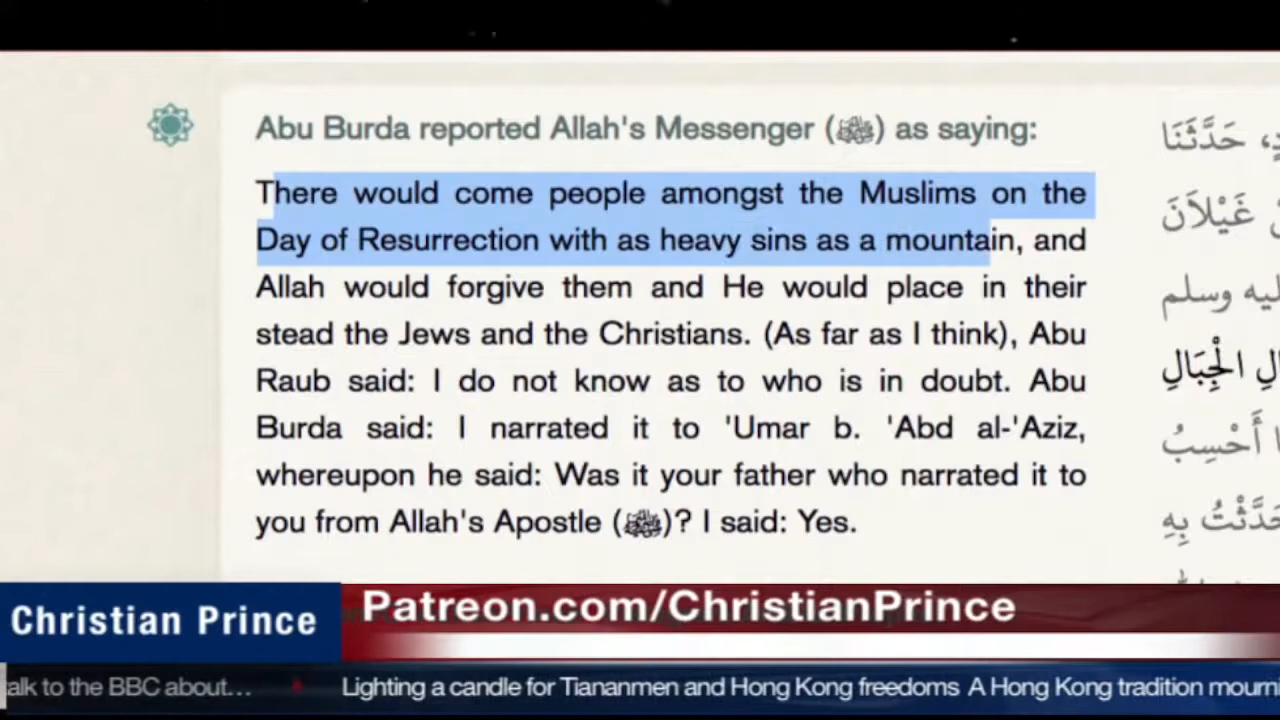 Abu Burda reported Allah's Messenger (ﷺ) as saying:
There would come people amongst the Muslims on the
Day of Resurrection with as heavy sins as a mountain, and
Allah would forgive them and He would place in their
stead the Jews and the Christians. (As far as I think), Abu
Raub said: I do not know as to who is in doubt. Abu
Burda said: I narrated it to 'Umar b. 'Abd al-'Aziz,
whereupon he said: Was it your father who narrated it to
you from Allah's Apostle (ﷺ)? I said: Yes.
حَدَّثَنَا
غَيْلاَنَ
وسلم
الْجِبَالِ
أَحْسِبُ
بِهِ
Christian Prince
Patreon.com/ChristianPrince
to the BBC about...
Lighting a candle for Tiananmen and Hong Kong freedoms A Hong Kong tradition